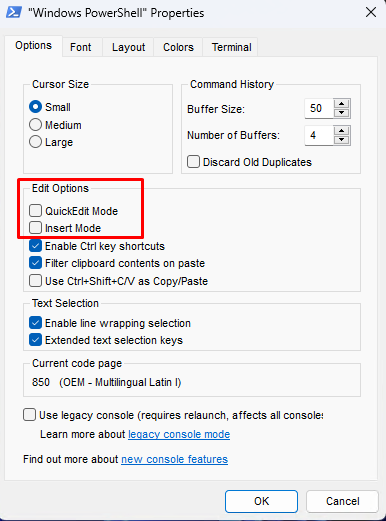 "Windows PowerShell" Properties
Options Font Layout Colors Terminal
Cursor Size
Small
Medium
Large
Command History
Buffer Size: 50
Number of Buffers: 4
Discard Old Duplicates
Edit Options
QuickEdit Mode
Insert Mode
Enable Ctrl key shortcuts
Filter clipboard contents on paste
Use Ctrl+Shift+C/V as Copy/Paste
Text Selection
Enable line wrapping selection
Extended text selection keys
Current code page
850 (OEM - Multilingual Latin I)
Use legacy console (requires relaunch, affects all consoles
Learn more about legacy console mode
Find out more about new console features
OK Cancel